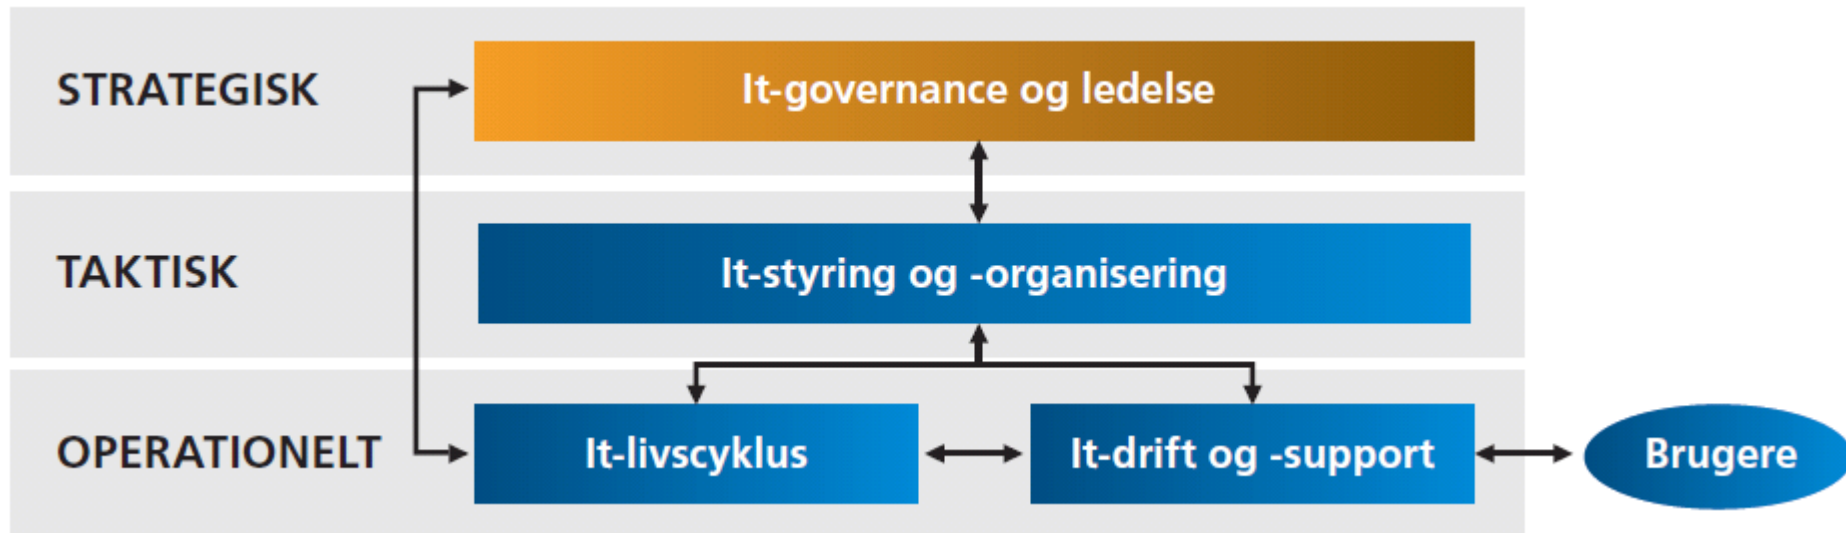 STRATEGISK
It-governance og ledelse
TAKTISK
It-styring og -organisering
OPERATIONELT
It-livscyklus
It-drift og -support
Brugere